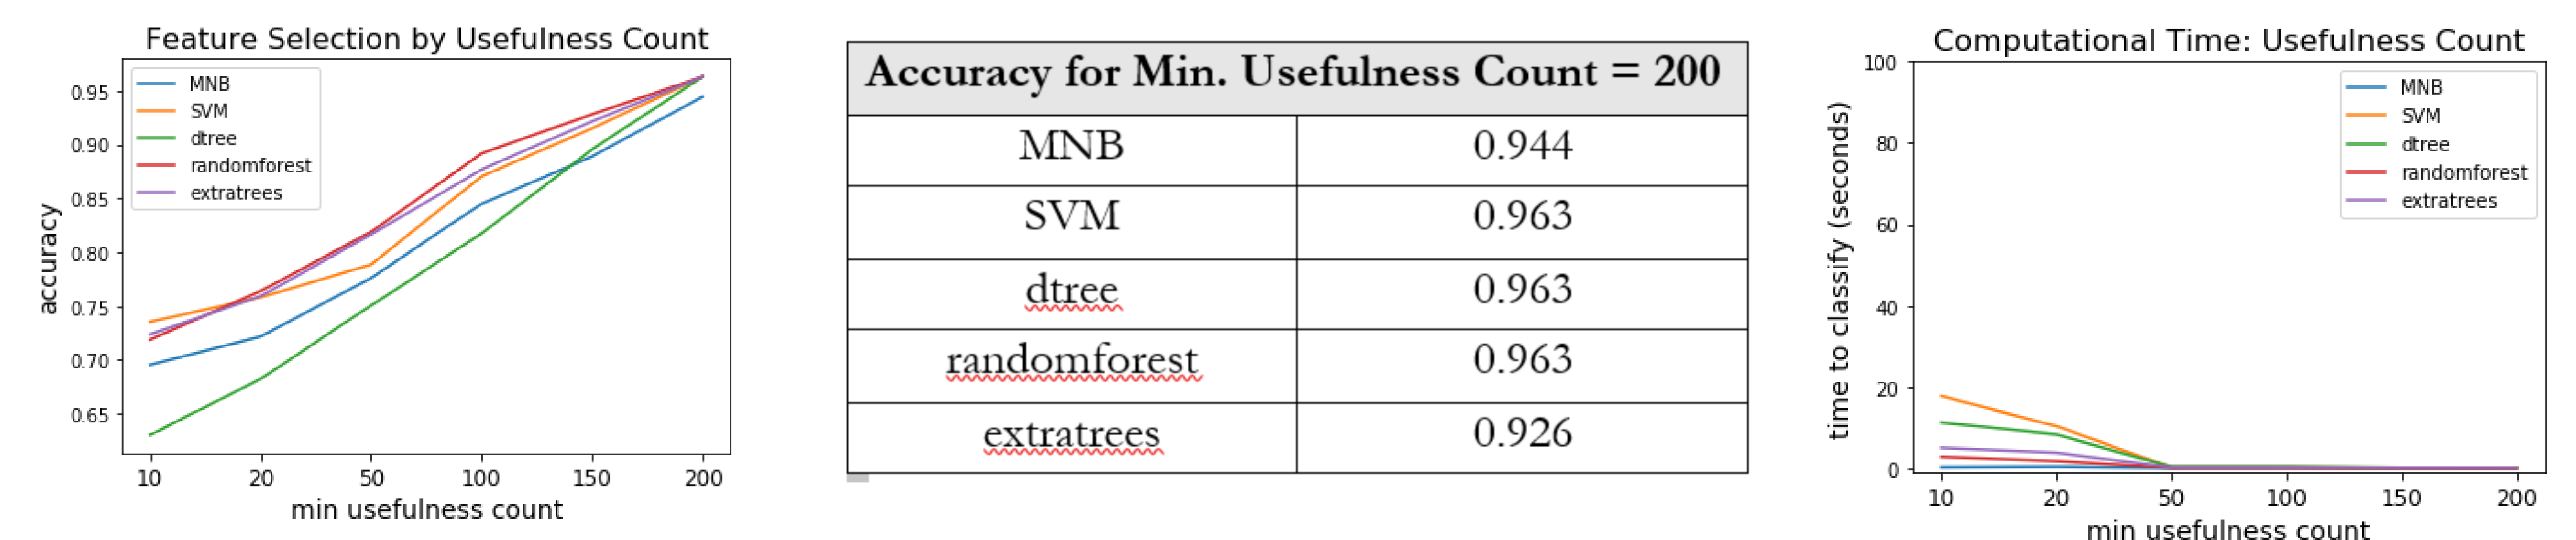 Feature Selection by Usefulness Count
MNB
SVM
dtree
randomforest
extratrees
accuracy
0.95
0.90
0.85
0.80
0.75
0.70
0.65
10 20 50 100 150 200
min usefulness count
Accuracy for Min. Usefulness Count = 200
MNB 0.944
SVM 0.963
dtree 0.963
randomforest 0.963
extratrees 0.926
Computational Time: Usefulness Count
MNB
SVM
dtree
randomforest
extratrees
time to classify (seconds)
100
80
60
40
20
0
10 20 50 100 150 200
min usefulness count